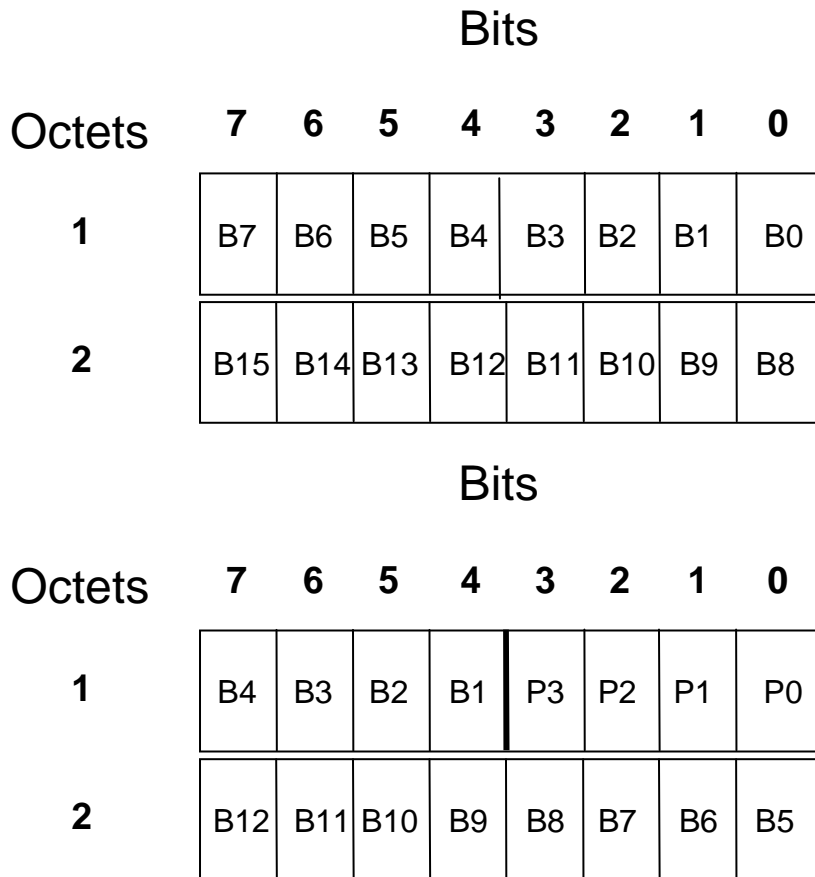 Bits
Octets 7 6 5 4 3 2 1 0
1 B7 B6 B5 B4 B3 B2 B1 B0
2 B15 B14 B13 B12 B11 B10 B9 B8
Bits
Octets 7 6 5 4 3 2 1 0
1 B4 B3 B2 B1 P3 P2 P1 P0
2 B12 B11 B10 B9 B8 B7 B6 B5